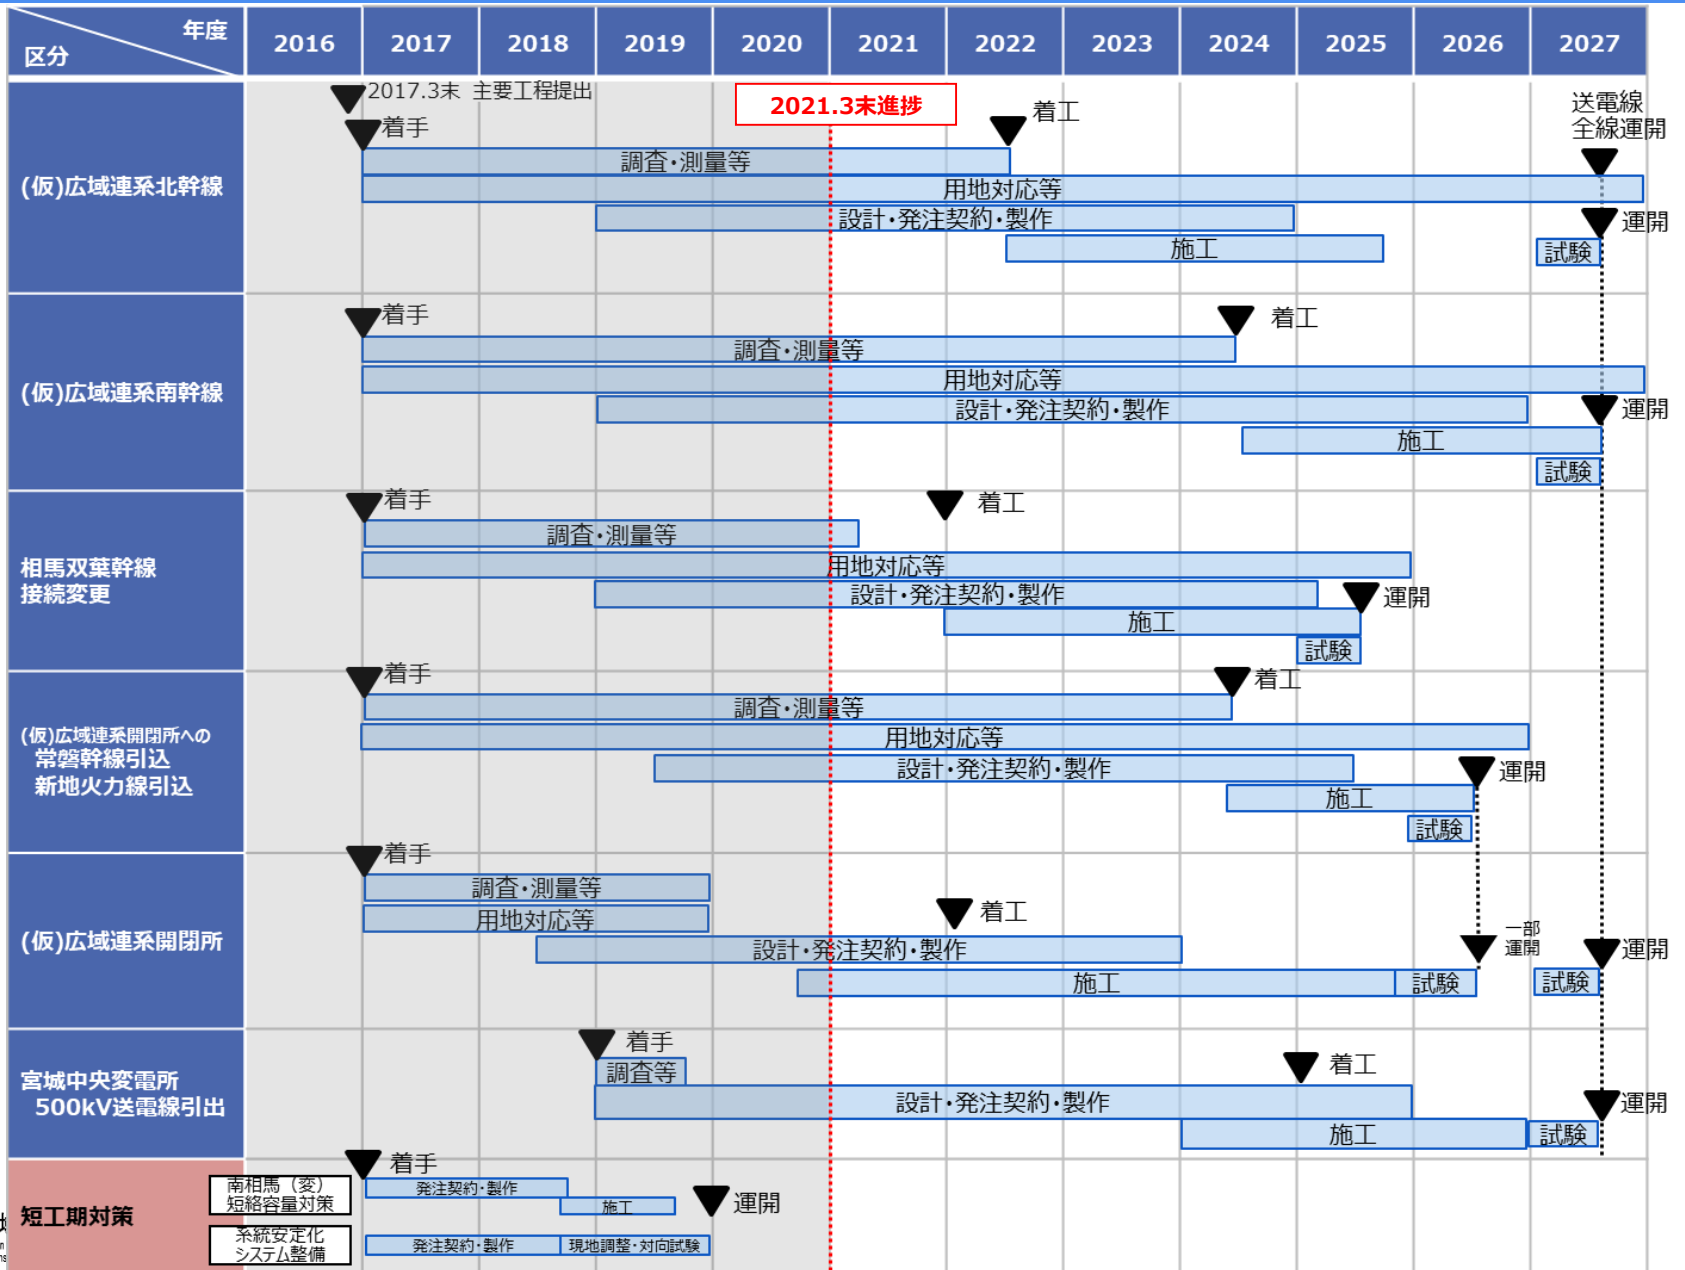 年度
区分
2016 2017 2018 2019 2020 2021 2022 2023 2024 2025 2026 2027
2017.3末 主要工程提出
2021.3末進捗
(仮)広域連系北幹線
着手
着工
送電線
全線運開
調査・測量等
用地対応等
設計・発注契約・製作
運開
施工
試験
(仮)広域連系南幹線
着手
着工
調査・測量等
用地対応等
設計・発注契約・製作
運開
施工
試験
相馬双葉幹線
接続変更
着手
着工
調査・測量等
用地対応等
設計・発注契約・製作
運開
施工
試験
(仮)広域連系開閉所への
常磐幹線引込
新地火力線引込
着手
着工
調査・測量等
用地対応等
設計・発注契約・製作
運開
施工
試験
(仮)広域連系開閉所
着手
調査・測量等
用地対応等
着工
設計・発注契約・製作
一部
運開
運開
施工 試験 試験
宮城中央変電所
500kV送電線引出
着手
調査等
着工
設計・発注契約・製作
運開
施工 試験
短工期対策
着手
南相馬（変）
短絡容量対策
発注契約・製作
施工
運開
系統安定化
システム整備
発注契約・製作 現地調整・対向試験